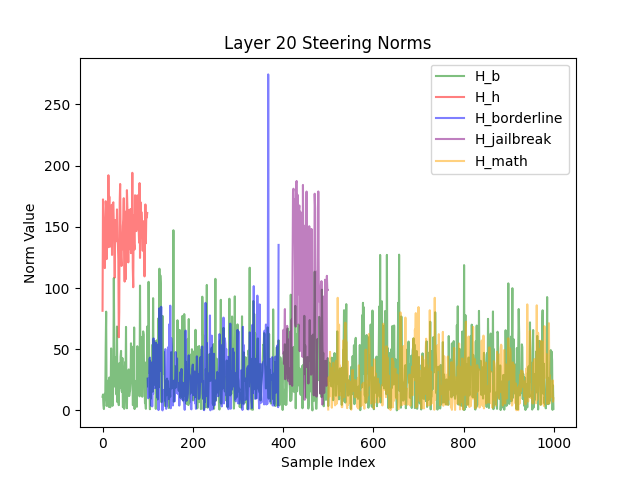 Layer 20 Steering Norms
H_b
H_h
H_borderline
H_jailbreak
H_math
Norm Value
250
200
150
100
50
0
0 200 400 600 800 1000
Sample Index